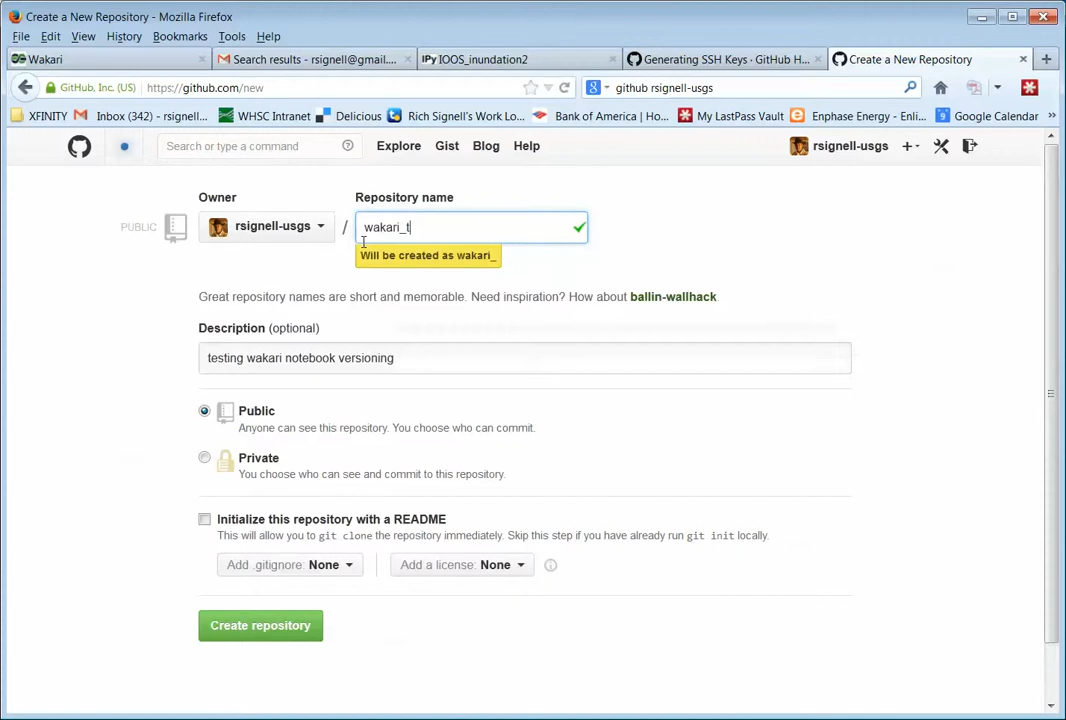 Create a New Repository - Mozilla Firefox
File Edit View History Bookmarks Tools Help
Wakari
Search results - rsignell@gmail....
IPy IOOS_inundation2
Generating SSH Keys · GitHub H...
Create a New Repository
GitHub, Inc. (US) https://github.com/new
github rsignell-usgs
XFINITY
Inbox (342) - rsignell...
WHSC Intranet
Delicious
Rich Signell's Work Lo...
Bank of America | Ho...
My LastPass Vault
Enphase Energy - Enli...
Google Calendar
Search or type a command
Explore Gist Blog Help
rsignell-usgs
Owner
Repository name
PUBLIC
rsignell-usgs / wakari_t
Will be created as wakari_
Great repository names are short and memorable. Need inspiration? How about ballin-wallhack.
Description (optional)
testing wakari notebook versioning
Public
Anyone can see this repository. You choose who can commit.
Private
You choose who can see and commit to this repository.
Initialize this repository with a README
This will allow you to git clone the repository immediately. Skip this step if you have already run git init locally.
Add .gitignore: None
Add a license: None
Create repository